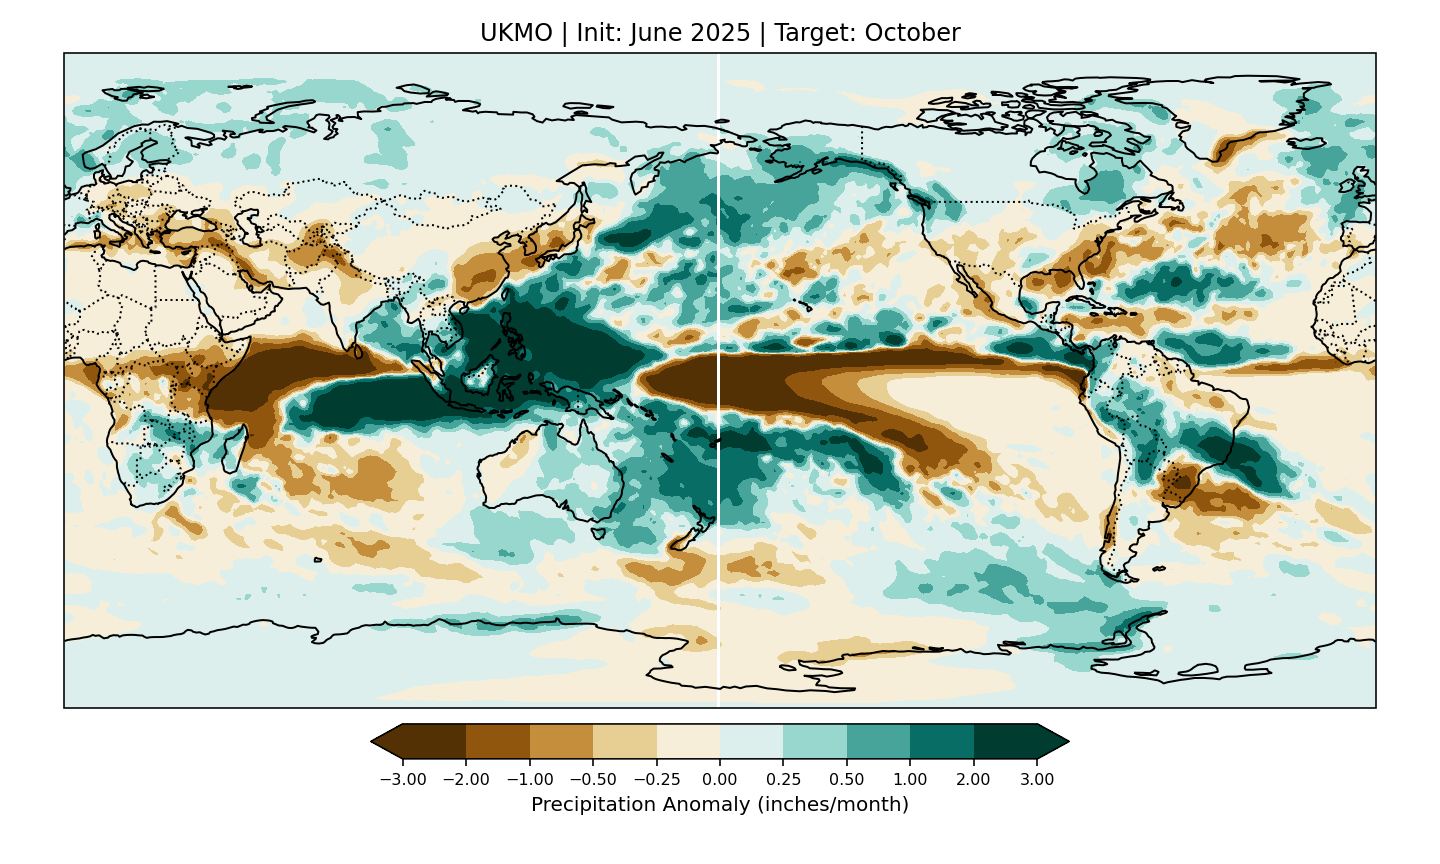 UKMO | Init: June 2025 | Target: October
−3.00 −2.00 −1.00 −0.50 −0.25 0.00 0.25 0.50 1.00 2.00 3.00
Precipitation Anomaly (inches/month)